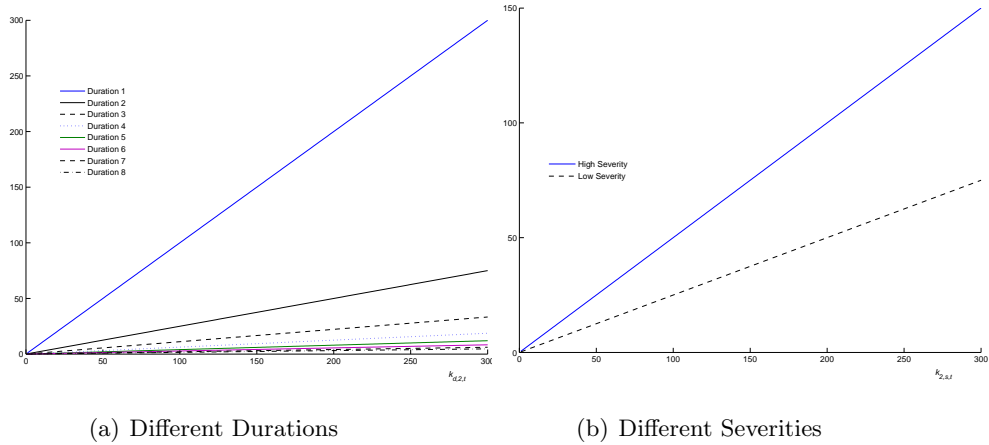 300
250
200
150
100
50
0
0
50
100
150
200
250
300
k_{d,2,t}
Duration 1
Duration 2
Duration 3
Duration 4
Duration 5
Duration 6
Duration 7
Duration 8
(a) Different Durations
150
100
50
0
0
50
100
150
200
250
300
k_{2,s,t}
High Severity
Low Severity
(b) Different Severities